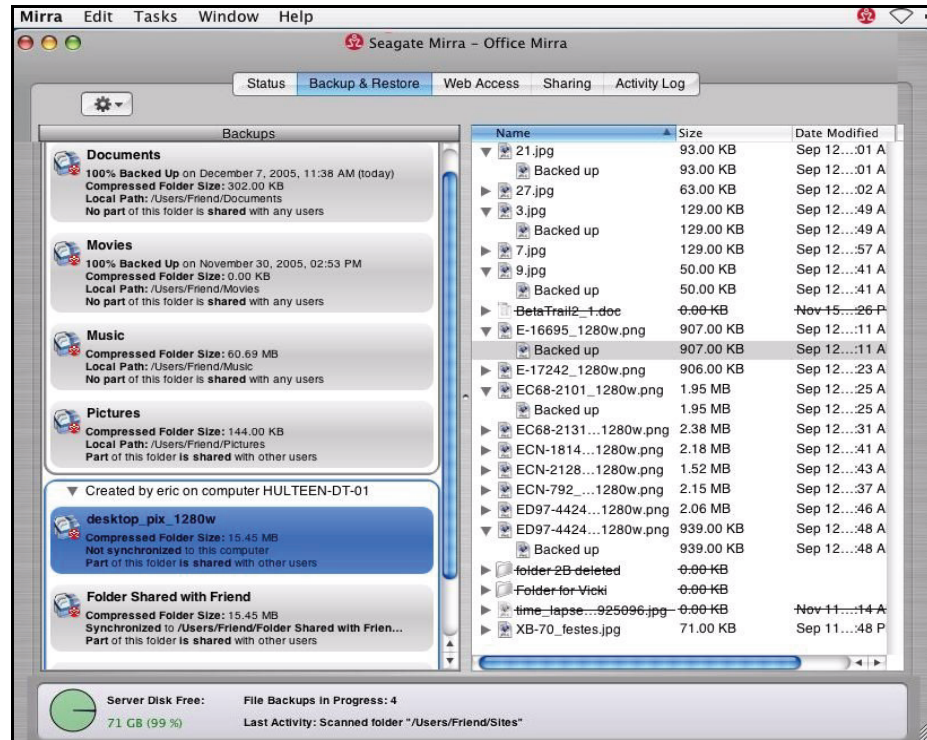 Mirra Edit Tasks Window Help
Seagate Mirra – Office Mirra
Status Backup & Restore Web Access Sharing Activity Log
Backups
Documents
100% Backed Up on December 7, 2005, 11:38 AM (today)
Compressed Folder Size: 302.00 KB
Local Path: /Users/Friend/Documents
No part of this folder is shared with any users
Movies
100% Backed Up on November 30, 2005, 02:53 PM
Compressed Folder Size: 0.00 KB
Local Path: /Users/Friend/Movies
No part of this folder is shared with any users
Music
Compressed Folder Size: 60.69 MB
Local Path: /Users/Friend/Music
No part of this folder is shared with any users
Pictures
Compressed Folder Size: 144.00 KB
Local Path: /Users/Friend/Pictures
Part of this folder is shared with other users
Created by eric on computer HULTEEN-DT-01
desktop_pix_1280w
Compressed Folder Size: 15.45 MB
Not synchronized to this computer
Part of this folder is shared with other users
Folder Shared with Friend
Compressed Folder Size: 15.45 MB
Synchronized to /Users/Friend/Folder Shared with Frien...
Part of this folder is shared with other users
Name Size Date Modified
21.jpg 93.00 KB Sep 12...:01 A
Backed up 93.00 KB Sep 12...:01 A
27.jpg 63.00 KB Sep 12...:02 A
3.jpg 129.00 KB Sep 12...:49 A
Backed up 129.00 KB Sep 12...:49 A
7.jpg 129.00 KB Sep 12...:57 A
9.jpg 50.00 KB Sep 12...:41 A
Backed up 50.00 KB Sep 12...:41 A
BetaTrail2_1.doc 0.00 KB Nov 15...:26 P
E-16695_1280w.png 907.00 KB Sep 12...:11 A
Backed up 907.00 KB Sep 12...:11 A
E-17242_1280w.png 906.00 KB Sep 12...:23 A
EC68-2101_1280w.png 1.95 MB Sep 12...:25 A
Backed up 1.95 MB Sep 12...:25 A
EC68-2131...1280w.png 2.38 MB Sep 12...:31 A
ECN-1814...1280w.png 2.18 MB Sep 12...:41 A
ECN-2128...1280w.png 1.52 MB Sep 12...:43 A
ECN-792_...1280w.png 2.15 MB Sep 12...:37 A
ED97-4424...1280w.png 2.06 MB Sep 12...:46 A
ED97-4424...1280w.png 939.00 KB Sep 12...:48 A
Backed up 939.00 KB Sep 12...:48 A
folder 2B deleted 0.00 KB
Folder for Vicki 0.00 KB
time_lapse...925096.jpg 0.00 KB Nov 11...:14 A
XB-70_festes.jpg 71.00 KB Sep 11...:48 P
Server Disk Free: File Backups in Progress: 4
71 GB (99 %) Last Activity: Scanned folder "/Users/Friend/Sites"